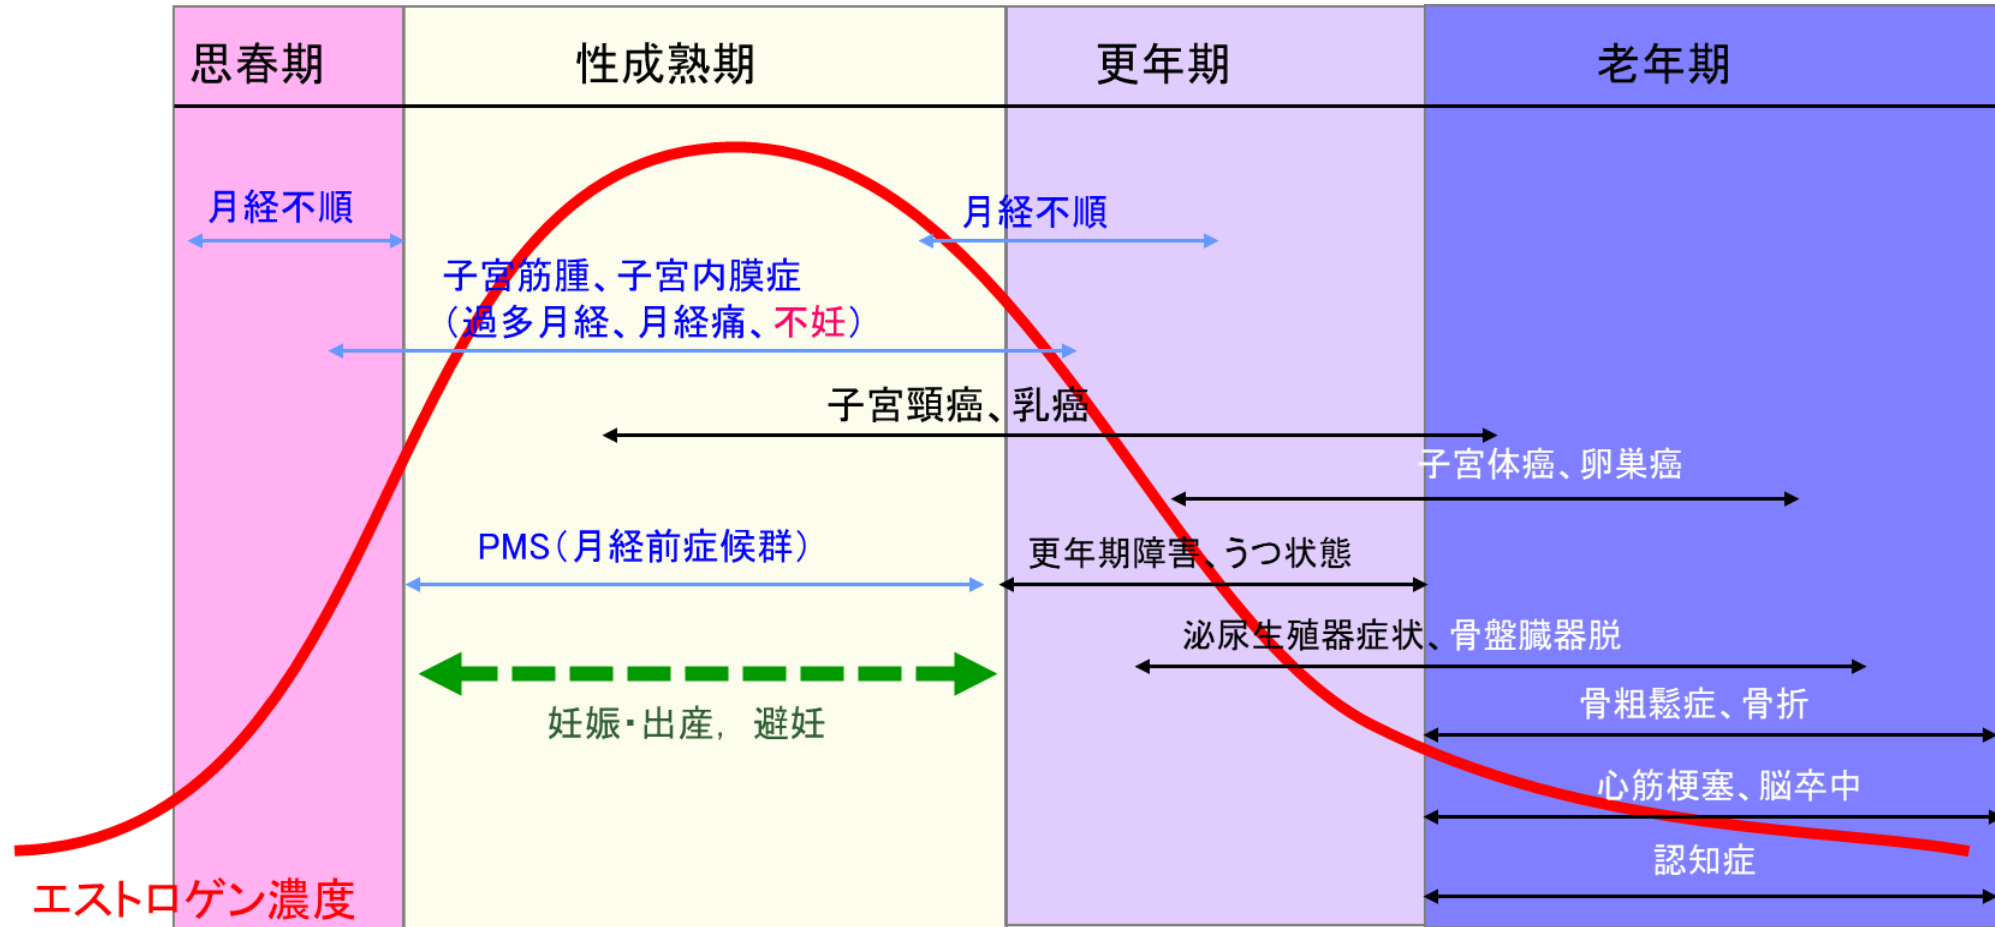 思春期
性成熟期
更年期
老年期
月経不順
月経不順
子宮筋腫、子宮内膜症
（過多月経、月経痛、不妊）
子宮頸癌、乳癌
子宮体癌、卵巣癌
PMS（月経前症候群）
更年期障害、うつ状態
泌尿生殖器症状、骨盤臓器脱
妊娠・出産， 避妊
骨粗鬆症、骨折
心筋梗塞、脳卒中
認知症
エストロゲン濃度